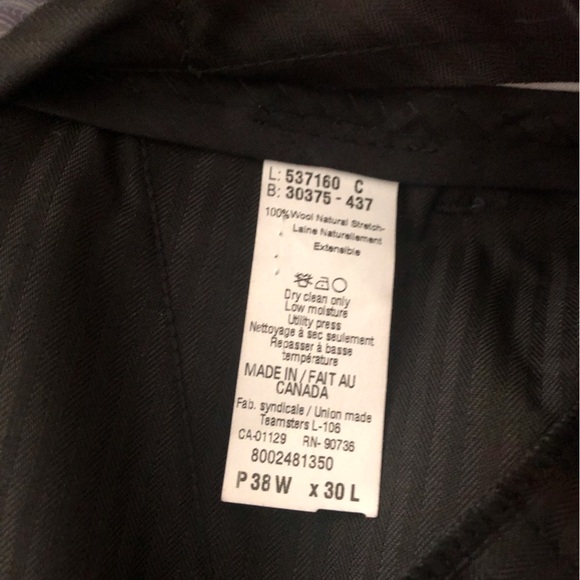 L: 537160 C
B: 30375 - 437
100% Wool Natural Stretch-
Laine Naturellement
Extensible
Dry clean only
Low moisture
Utility press
Nettoyage à sec seulement
Repasser à basse
température
MADE IN / FAIT AU
CANADA
Fab. syndicale / Union made
Teamsters L-106
CA-01129 RN- 90736
8002481350
P 38 W x 30 L